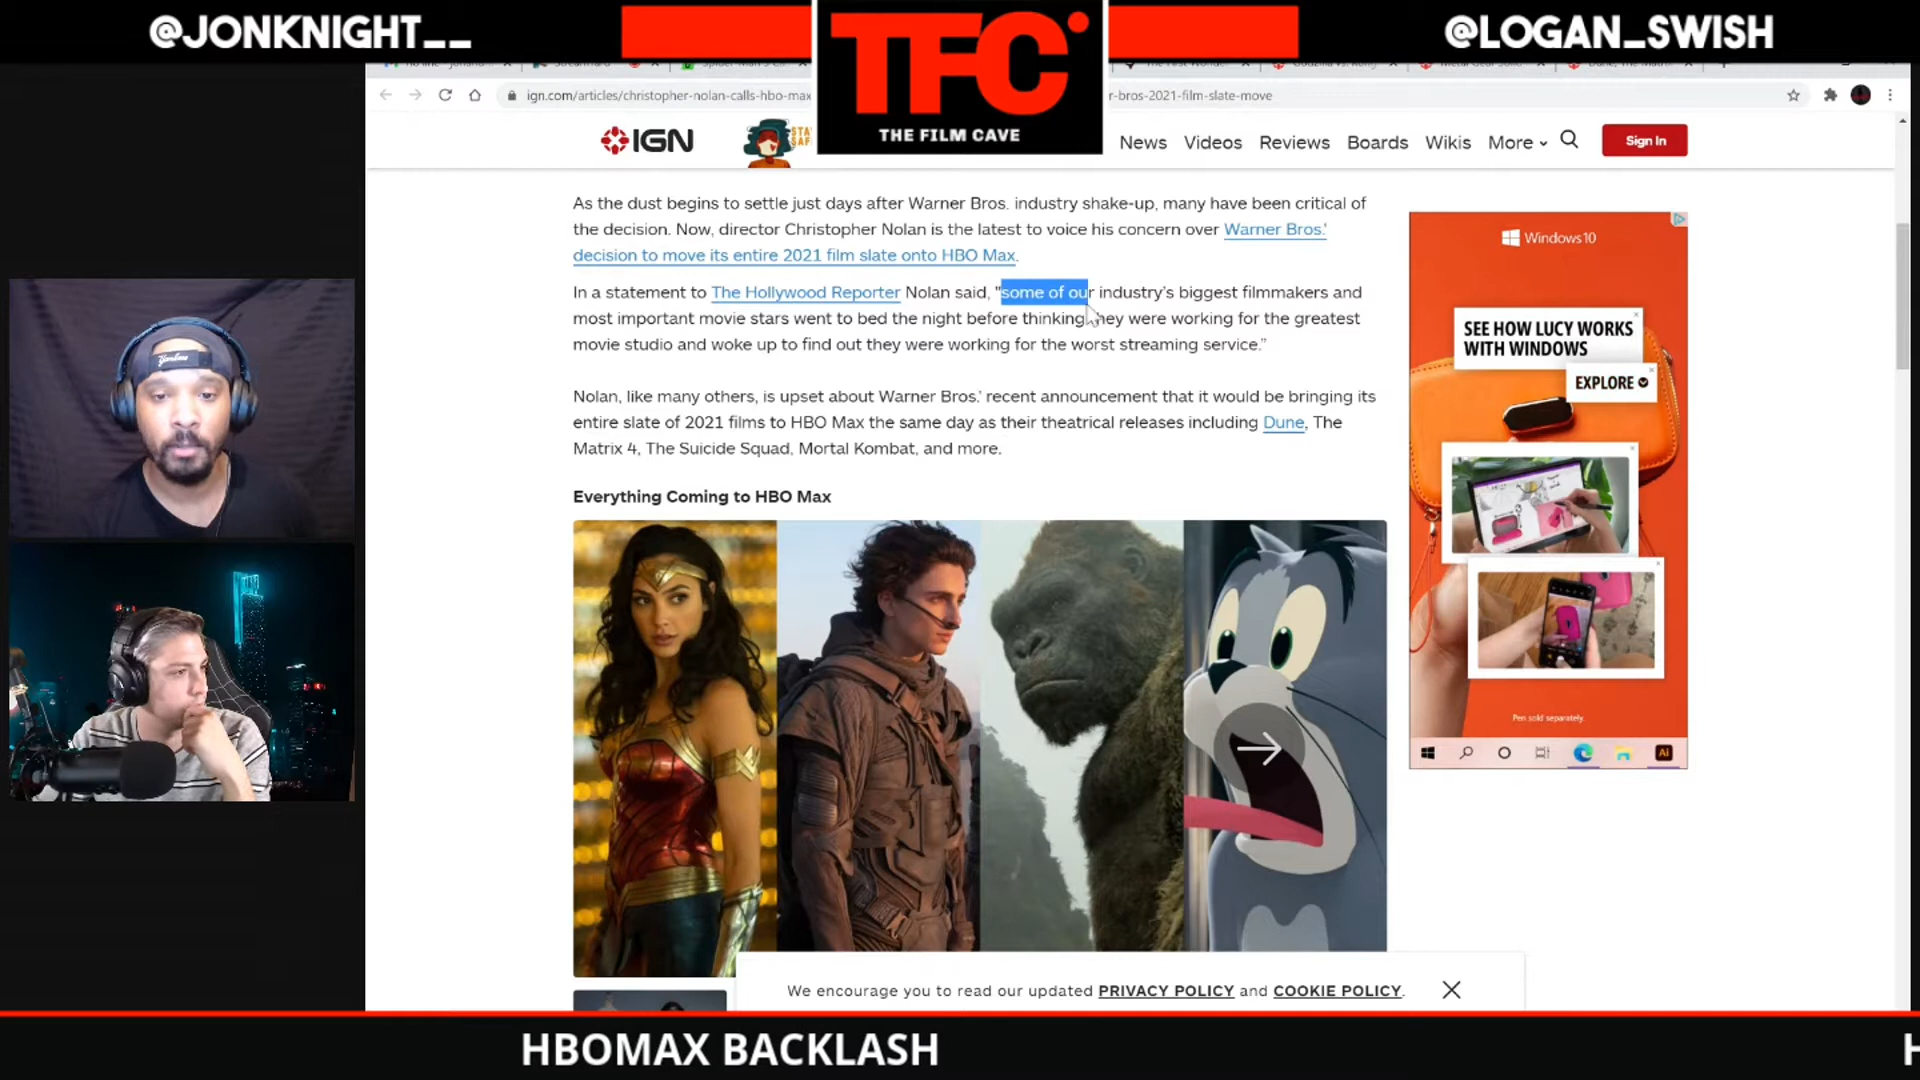 @JONKNIGHT__
TFC
THE FILM CAVE
@LOGAN_SWISH
ign.com/articles/christopher-nolan-calls-hbo-max
r-bros-2021-film-slate-move
IGN
News Videos Reviews Boards Wikis More
Sign In
As the dust begins to settle just days after Warner Bros. industry shake-up, many have been critical of
the decision. Now, director Christopher Nolan is the latest to voice his concern over Warner Bros.'
decision to move its entire 2021 film slate onto HBO Max.
In a statement to The Hollywood Reporter Nolan said, "some of our industry's biggest filmmakers and
most important movie stars went to bed the night before thinking they were working for the greatest
movie studio and woke up to find out they were working for the worst streaming service."
Nolan, like many others, is upset about Warner Bros.' recent announcement that it would be bringing its
entire slate of 2021 films to HBO Max the same day as their theatrical releases including Dune, The
Matrix 4, The Suicide Squad, Mortal Kombat, and more.
Everything Coming to HBO Max
Windows 10
SEE HOW LUCY WORKS
WITH WINDOWS
EXPLORE
Pen sold separately.
Ai
We encourage you to read our updated PRIVACY POLICY and COOKIE POLICY.
HBOMAX BACKLASH
H